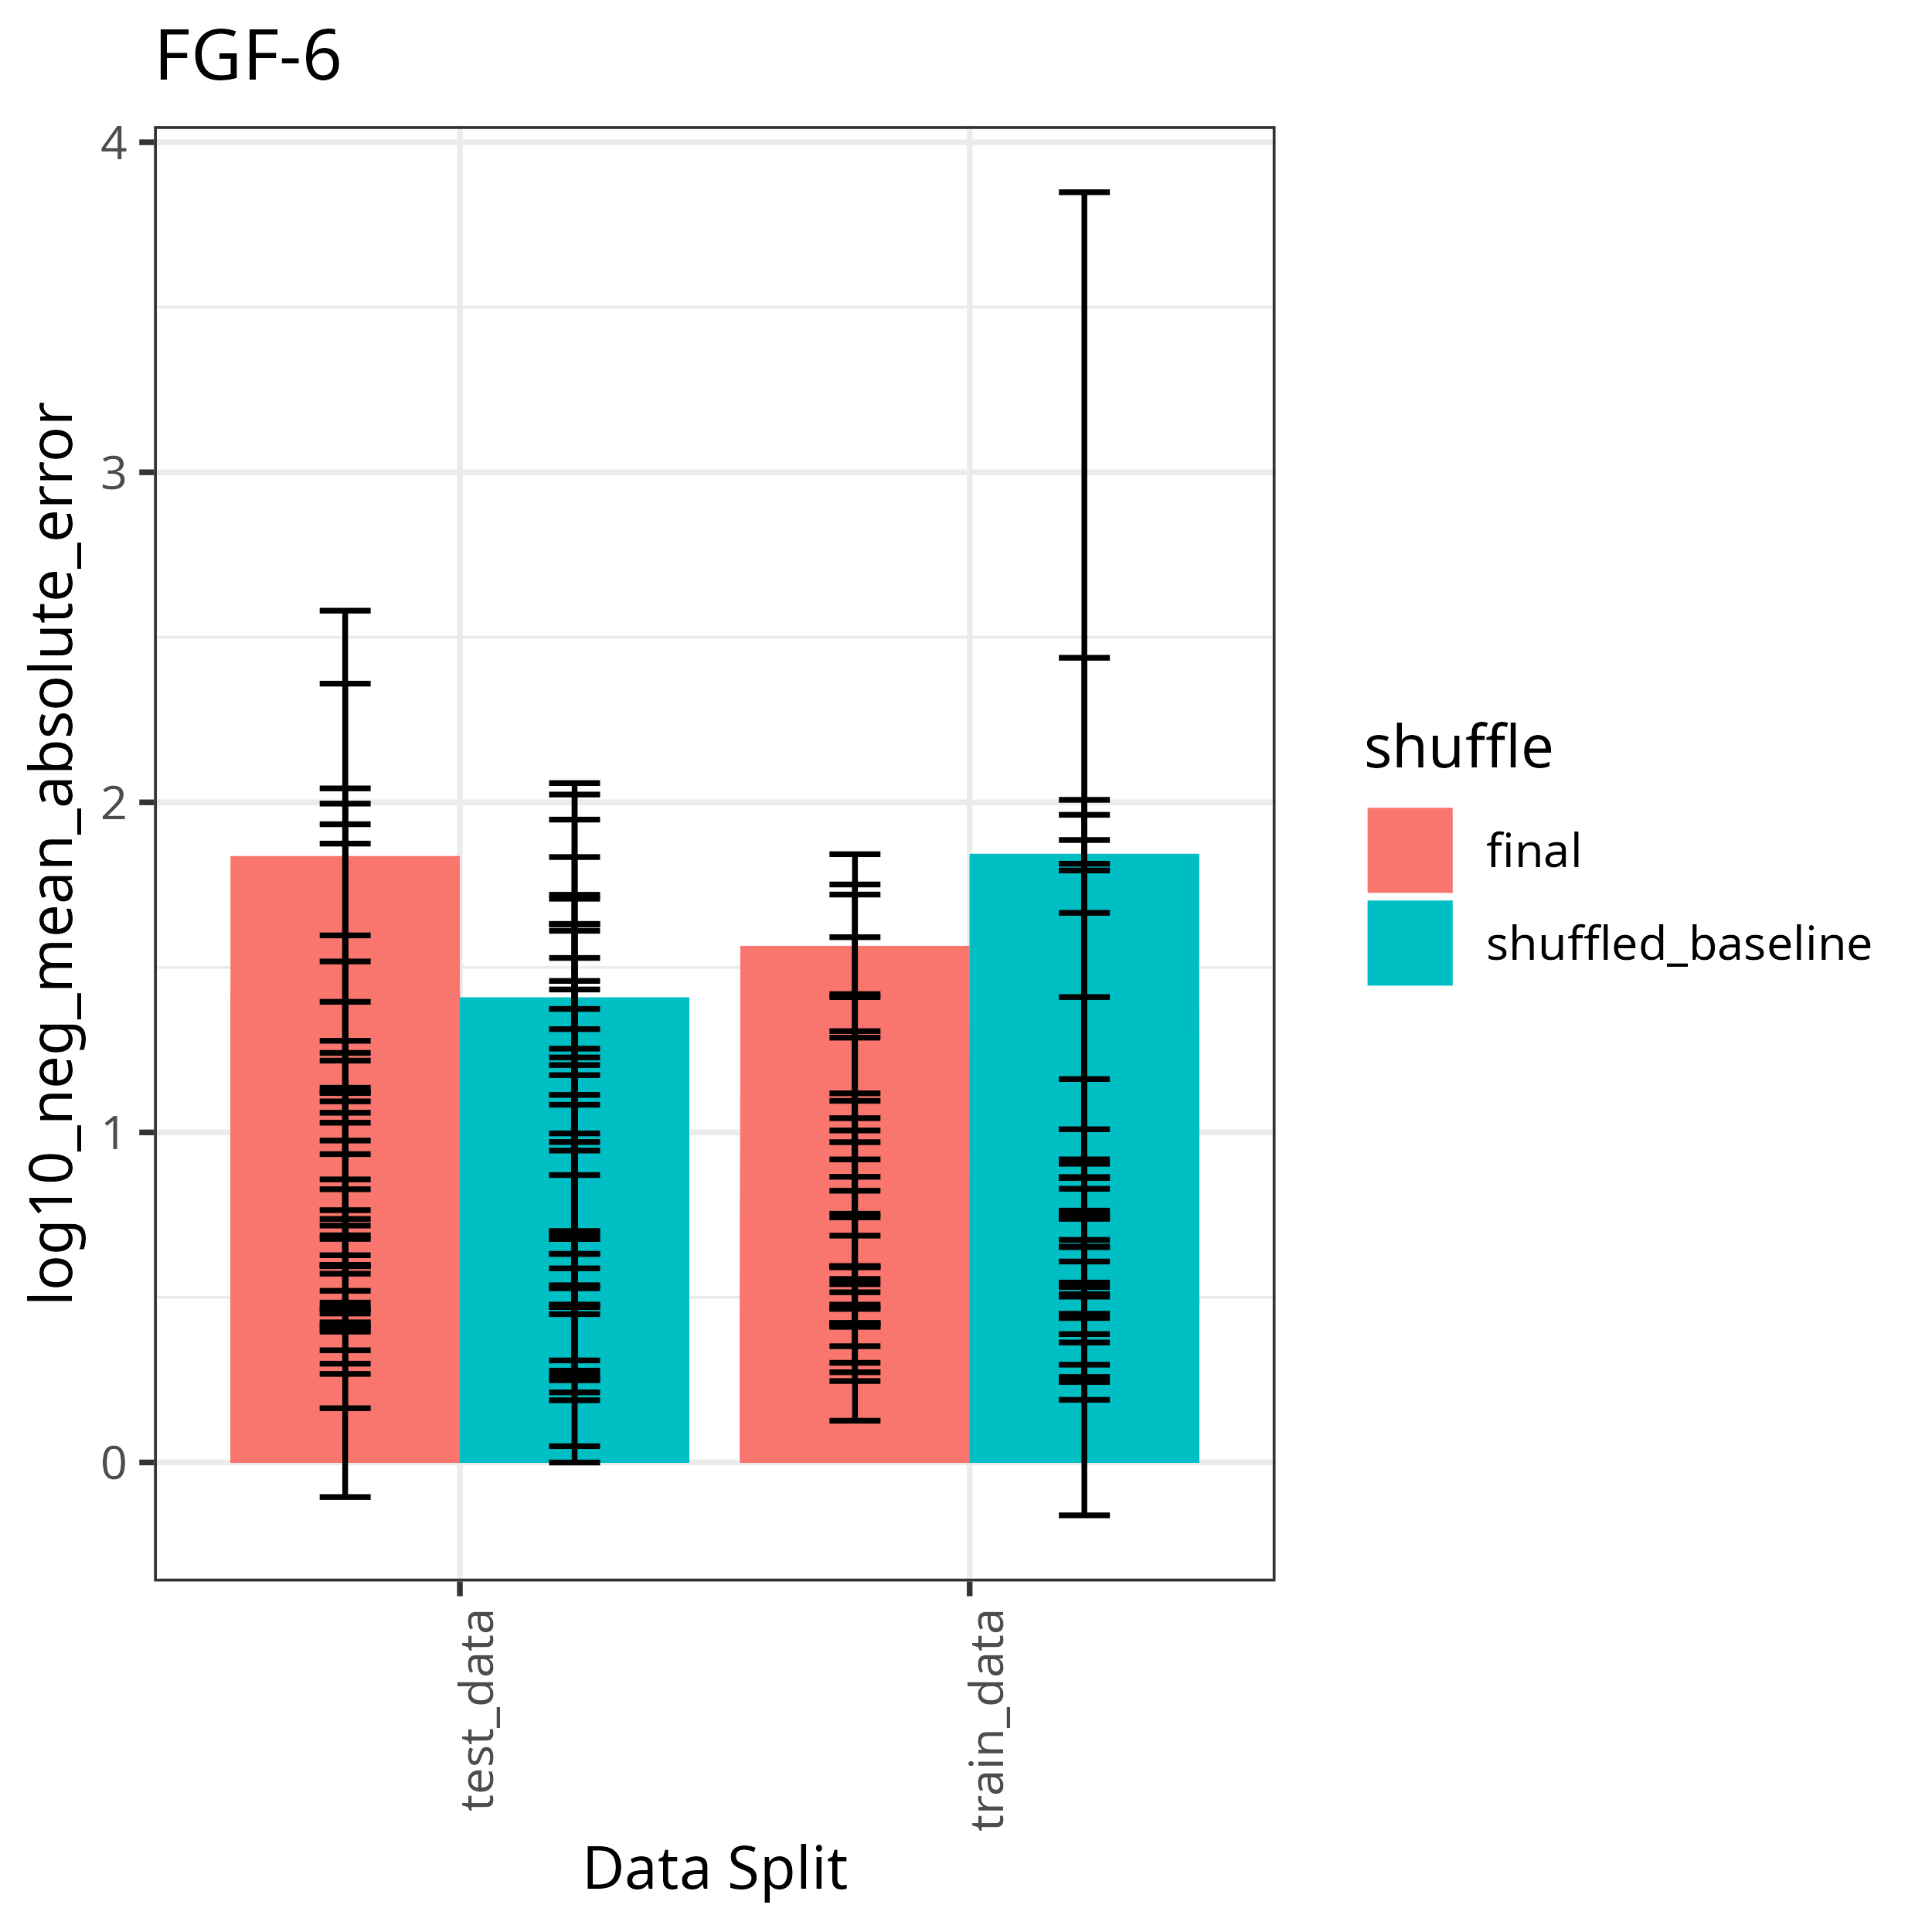 FGF-6
log10_neg_mean_absolute_error
4
3
2
1
0
test_data
train_data
Data Split
shuffle
final
shuffled_baseline